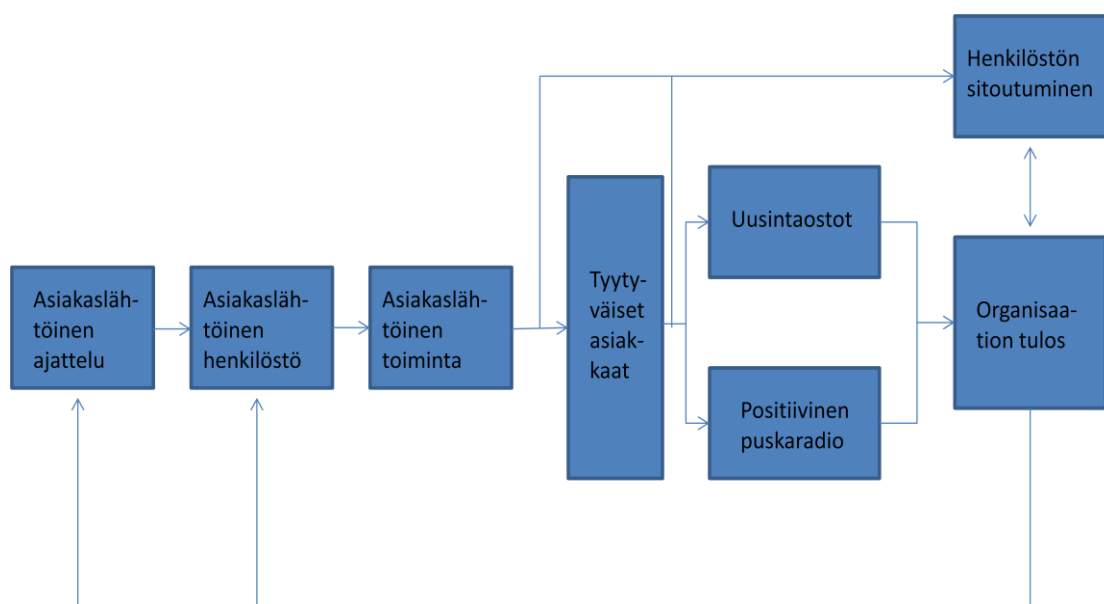 Henkilöstön
sitoutuminen
Asiakasläh-
töinen
ajattelu
Asiakasläh-
töinen
henkilöstö
Asiakasläh-
töinen
toiminta
Tyyty-
väiset
asiak-
kaat
Uusintaostot
Positiivinen
puskaradio
Organisaa-
tion tulos